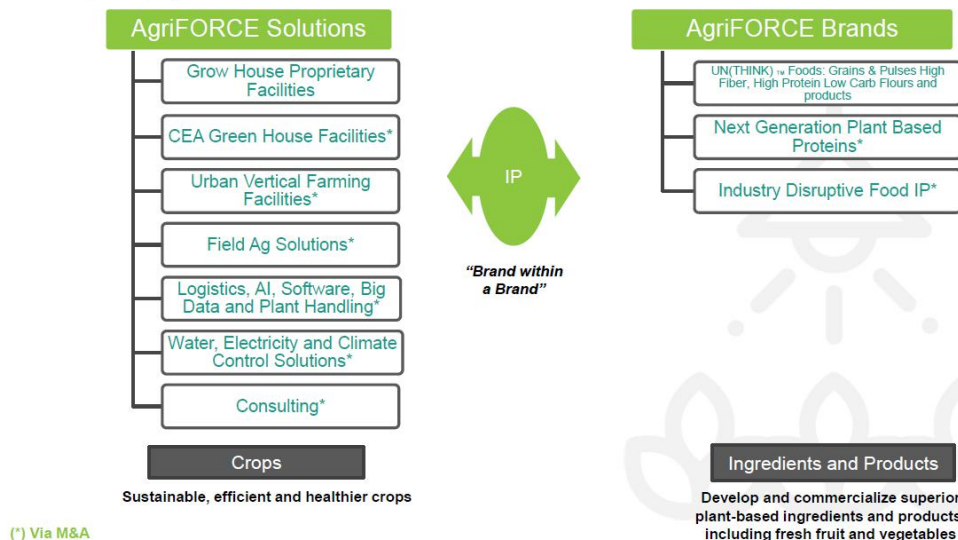 AgriFORCE Solutions
Grow House Proprietary
Facilities
CEA Green House Facilities*
Urban Vertical Farming
Facilities*
Field Ag Solutions*
Logistics, AI, Software, Big
Data and Plant Handling*
Water, Electricity and Climate
Control Solutions*
Consulting*
Crops
Sustainable, efficient and healthier crops
(*) Via M&A
IP
"Brand within
a Brand"
AgriFORCE Brands
UN(THINK) ™ Foods: Grains & Pulses High
Fiber, High Protein Low Carb Flours and
products
Next Generation Plant Based
Proteins*
Industry Disruptive Food IP*
Ingredients and Products
Develop and commercialize superior
plant-based ingredients and products
including fresh fruit and vegetables